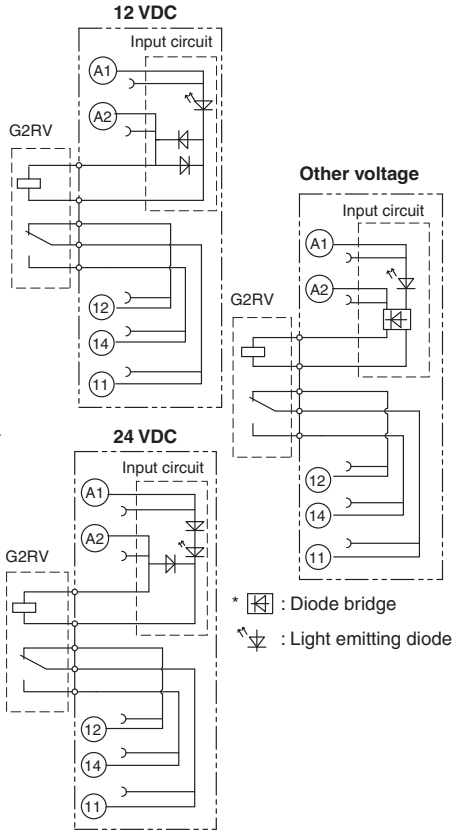 12 VDC
Input circuit
A1
A2
G2RV
12
14
11
Other voltage
Input circuit
A1
A2
G2RV
12
14
11
24 VDC
Input circuit
A1
A2
G2RV
12
14
11
* : Diode bridge
: Light emitting diode